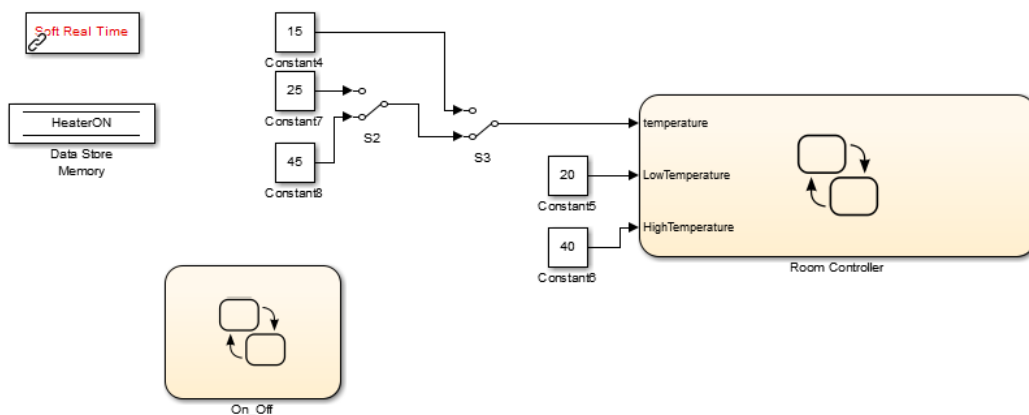 Soft Real Time
15
Constant4
25
Constant7
HeaterON
Data Store
Memory
S2
45
Constant8
S3
temperature
20
Constant5
LowTemperature
40
Constant6
HighTemperature
Room Controller
On_Off